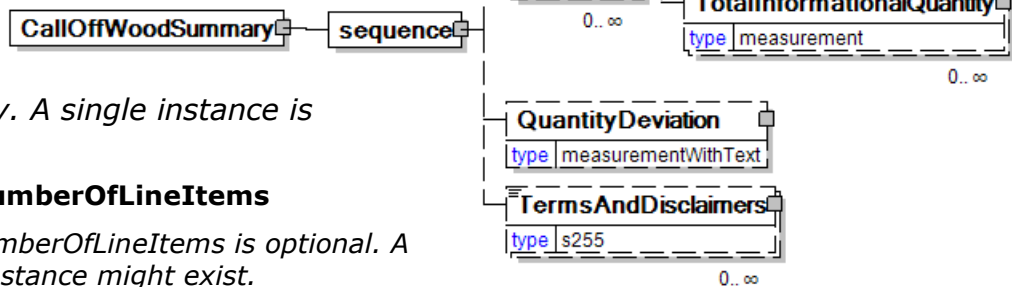 TotalInformationalQuantity
0.. ∞
type measurement
0.. ∞
CallOffWoodSummary
sequence
A single instance is
QuantityDeviation
type measurementWithText
umberOfLineItems
TermsAndDisclaimers
mberOfLineItems is optional. A
type s255
stance might exist.
0.. ∞